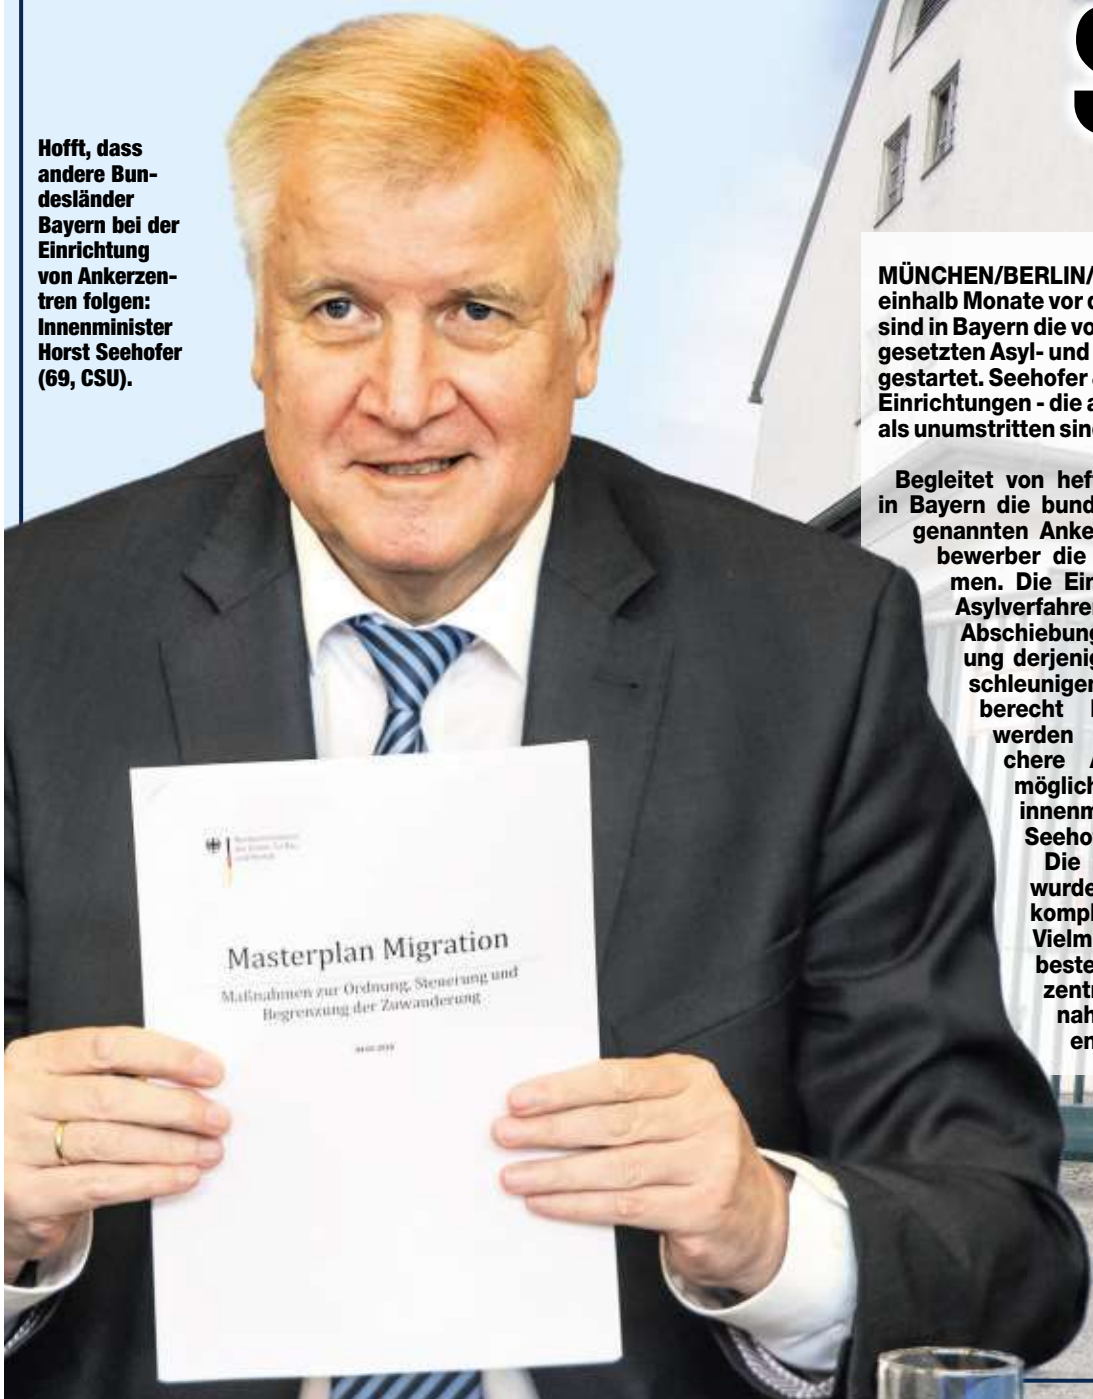 Hofft, dass
andere Bun-
desländer
Bayern bei der
Einrichtung
von Ankerzen-
tren folgen:
Innenminister
Horst Seehofer
(69, CSU).
S
MÜNCHEN/BERLIN/
einhalb Monate vor
sind in Bayern die vo
gesetzten Asyl- und
gestartet. Seehofer
Einrichtungen - die a
als unumstritten sin
Begleitet von hef
in Bayern die bund
genannten Anke
bewerber die
men. Die Ein
Asylverfahre
Abschiebung
ung derjenig
schleuniger
berecht
werden
chere
möglich
innenm
Seeho
Die
wurde
komp
Vielm
beste
zentr
nah
en
Masterplan Migration
Maßnahmen zur Ordnung, Steuerung und
Begrenzung der Zuwanderung